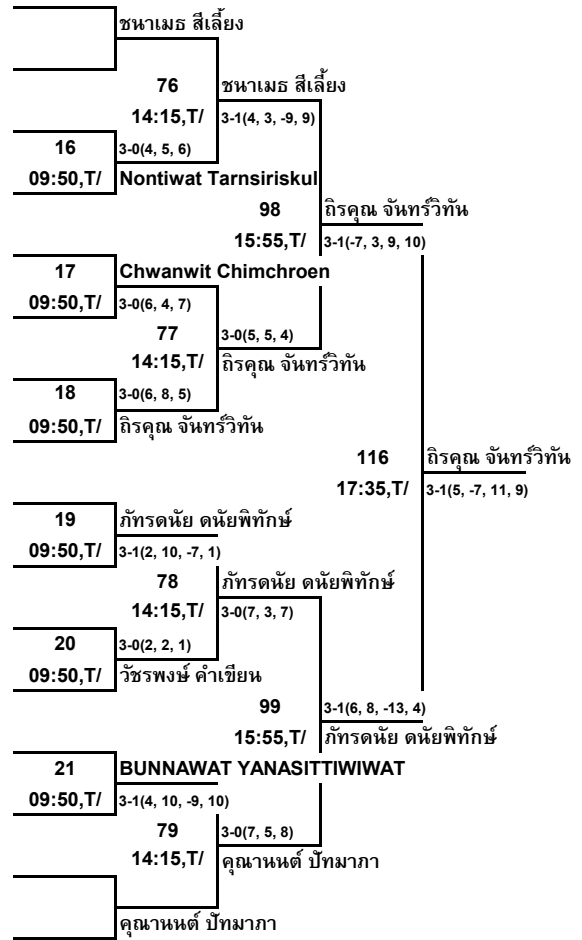 ชนาเมธ สีเลี้ยง
76 ชนาเมธ สีเลี้ยง
14:15,T/ 3-1(4, 3, -9, 9)
16 3-0(4, 5, 6)
09:50,T/ Nontiwat Tarnsiriskul
98 ถิรคุณ จันทร์วิทัน
15:55,T/ 3-1(-7, 3, 9, 10)
17 Chwanwit Chimchroen
09:50,T/ 3-0(6, 4, 7)
77 3-0(5, 5, 4)
14:15,T/ ถิรคุณ จันทร์วิทัน
18 3-0(6, 8, 5)
09:50,T/ ถิรคุณ จันทร์วิทัน
116 ถิรคุณ จันทร์วิทัน
17:35,T/ 3-1(5, -7, 11, 9)
19 ภัทรดนัย ดนัยพิทักษ์
09:50,T/ 3-1(2, 10, -7, 1)
78 ภัทรดนัย ดนัยพิทักษ์
14:15,T/ 3-0(7, 3, 7)
20 3-0(2, 2, 1)
09:50,T/ วัชรพงษ์ คำเขียน
99 3-1(6, 8, -13, 4)
15:55,T/ ภัทรดนัย ดนัยพิทักษ์
21 BUNNAWAT YANASITTIWIWAT
09:50,T/ 3-1(4, 10, -9, 10)
79 3-0(7, 5, 8)
14:15,T/ คุณานนต์ ปัทมาภา
คุณานนต์ ปัทมาภา